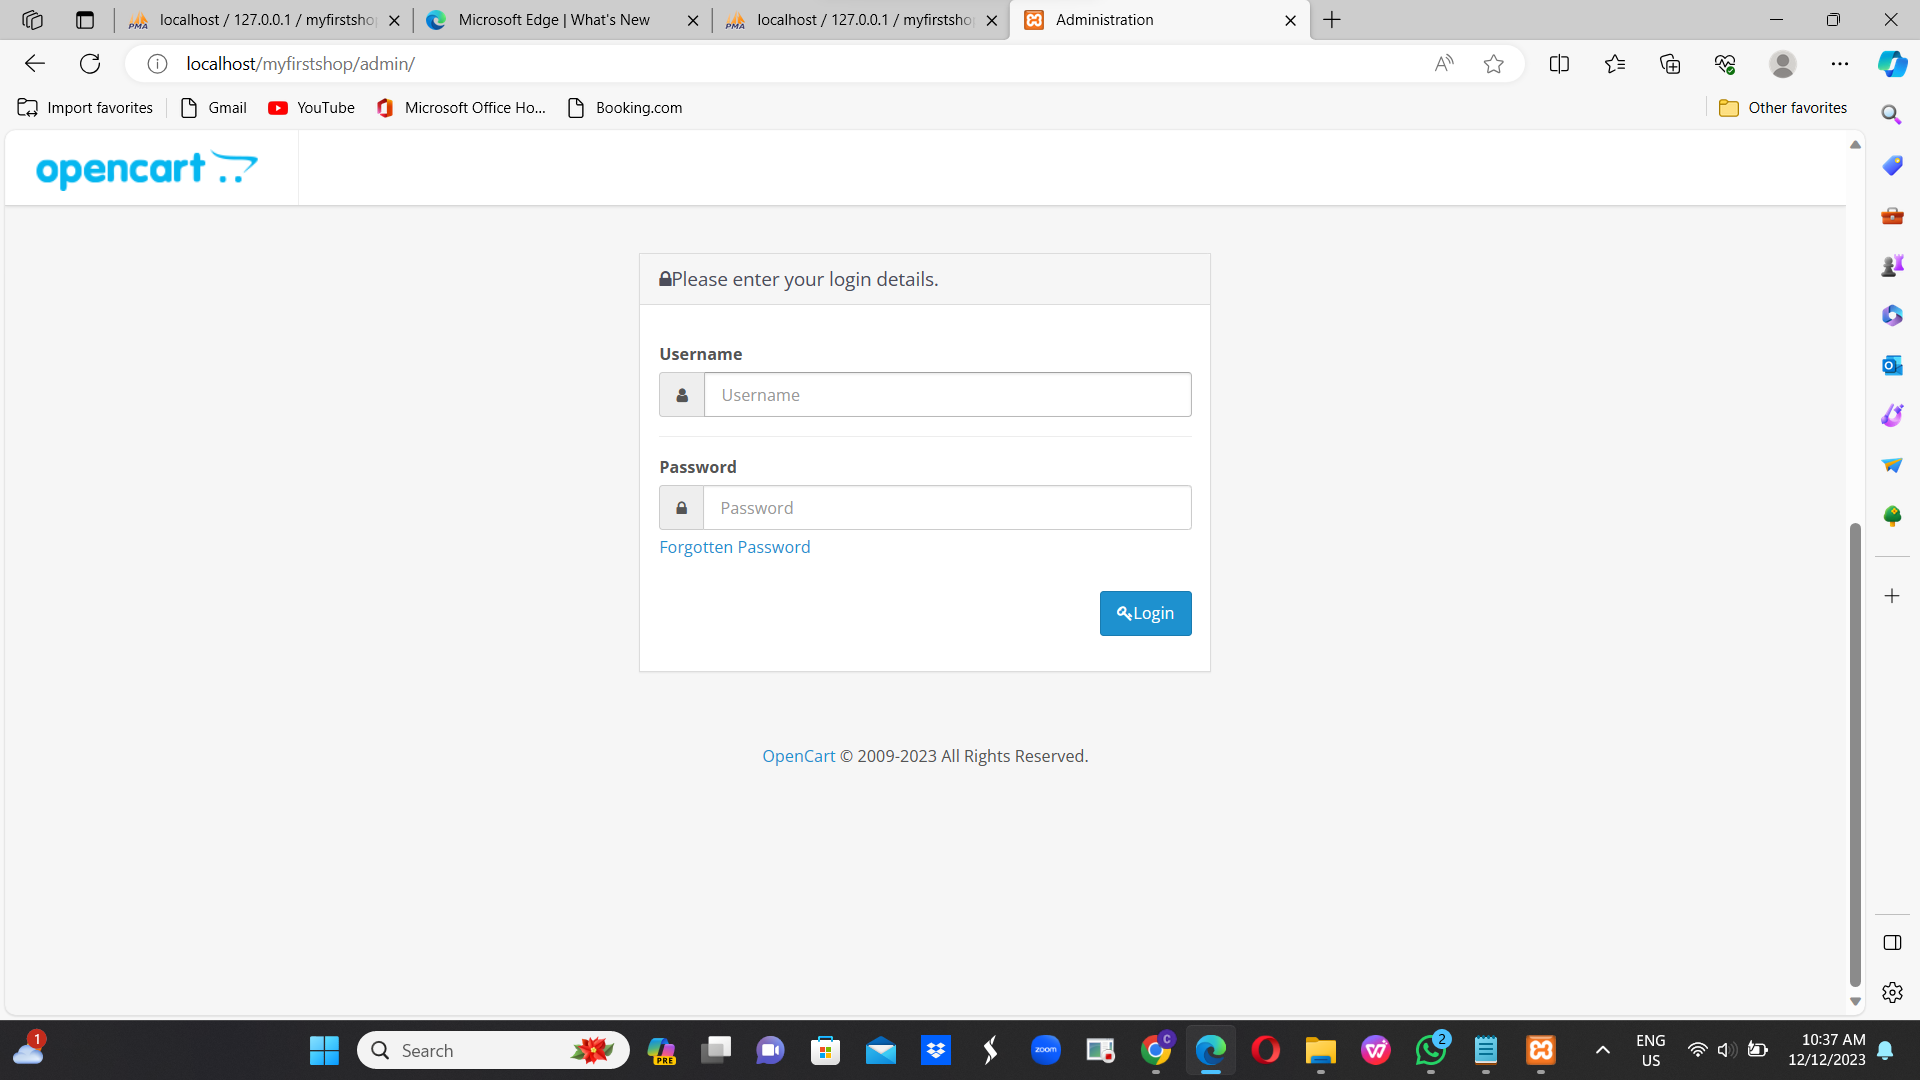 localhost / 127.0.0.1 / myfirstsho
Microsoft Edge | What's New
localhost / 127.0.0.1 / myfirstsho
Administration
localhost/myfirstshop/admin/
Import favorites
Gmail
YouTube
Microsoft Office Ho...
Booking.com
Other favorites
opencart
Please enter your login details.
Username
Username
Password
Password
Forgotten Password
Login
OpenCart © 2009-2023 All Rights Reserved.
1
Search
PRE
zoom
C
2
ENG
US
10:37 AM
12/12/2023